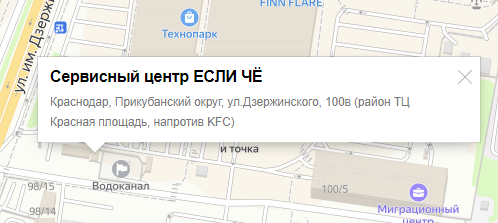 FINN FLARE
Технопарк
ул. им. Дзерж
Сервисный центр ЕСЛИ ЧЁ
Краснодар, Прикубанский округ, ул.Дзержинского, 100в (район ТЦ
Красная площадь, напротив KFC)
и точка
98/14
98/15
Водоканал
100/5
Миграционный
центр